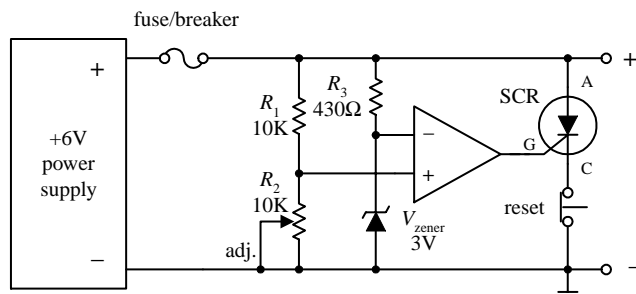 fuse/breaker
+
+6V
power
supply
−
R1
10K
R2
10K
adj.
R3
430Ω
−
+
Vzener
3V
SCR
A
G
C
reset
+
−